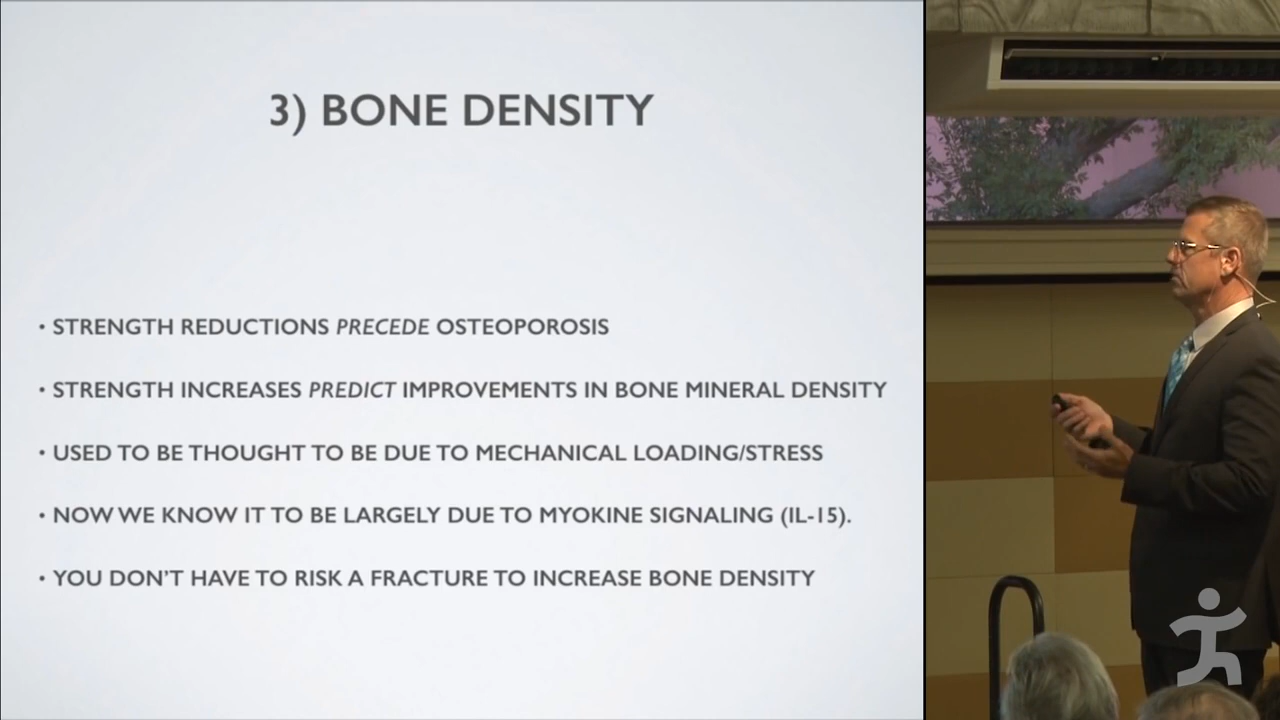 3) BONE DENSITY
• STRENGTH REDUCTIONS PRECEDE OSTEOPOROSIS
• STRENGTH INCREASES PREDICT IMPROVEMENTS IN BONE MINERAL DENSITY
• USED TO BE THOUGHT TO BE DUE TO MECHANICAL LOADING/STRESS
• NOW WE KNOW IT TO BE LARGELY DUE TO MYOKINE SIGNALING (IL-15).
• YOU DON'T HAVE TO RISK A FRACTURE TO INCREASE BONE DENSITY